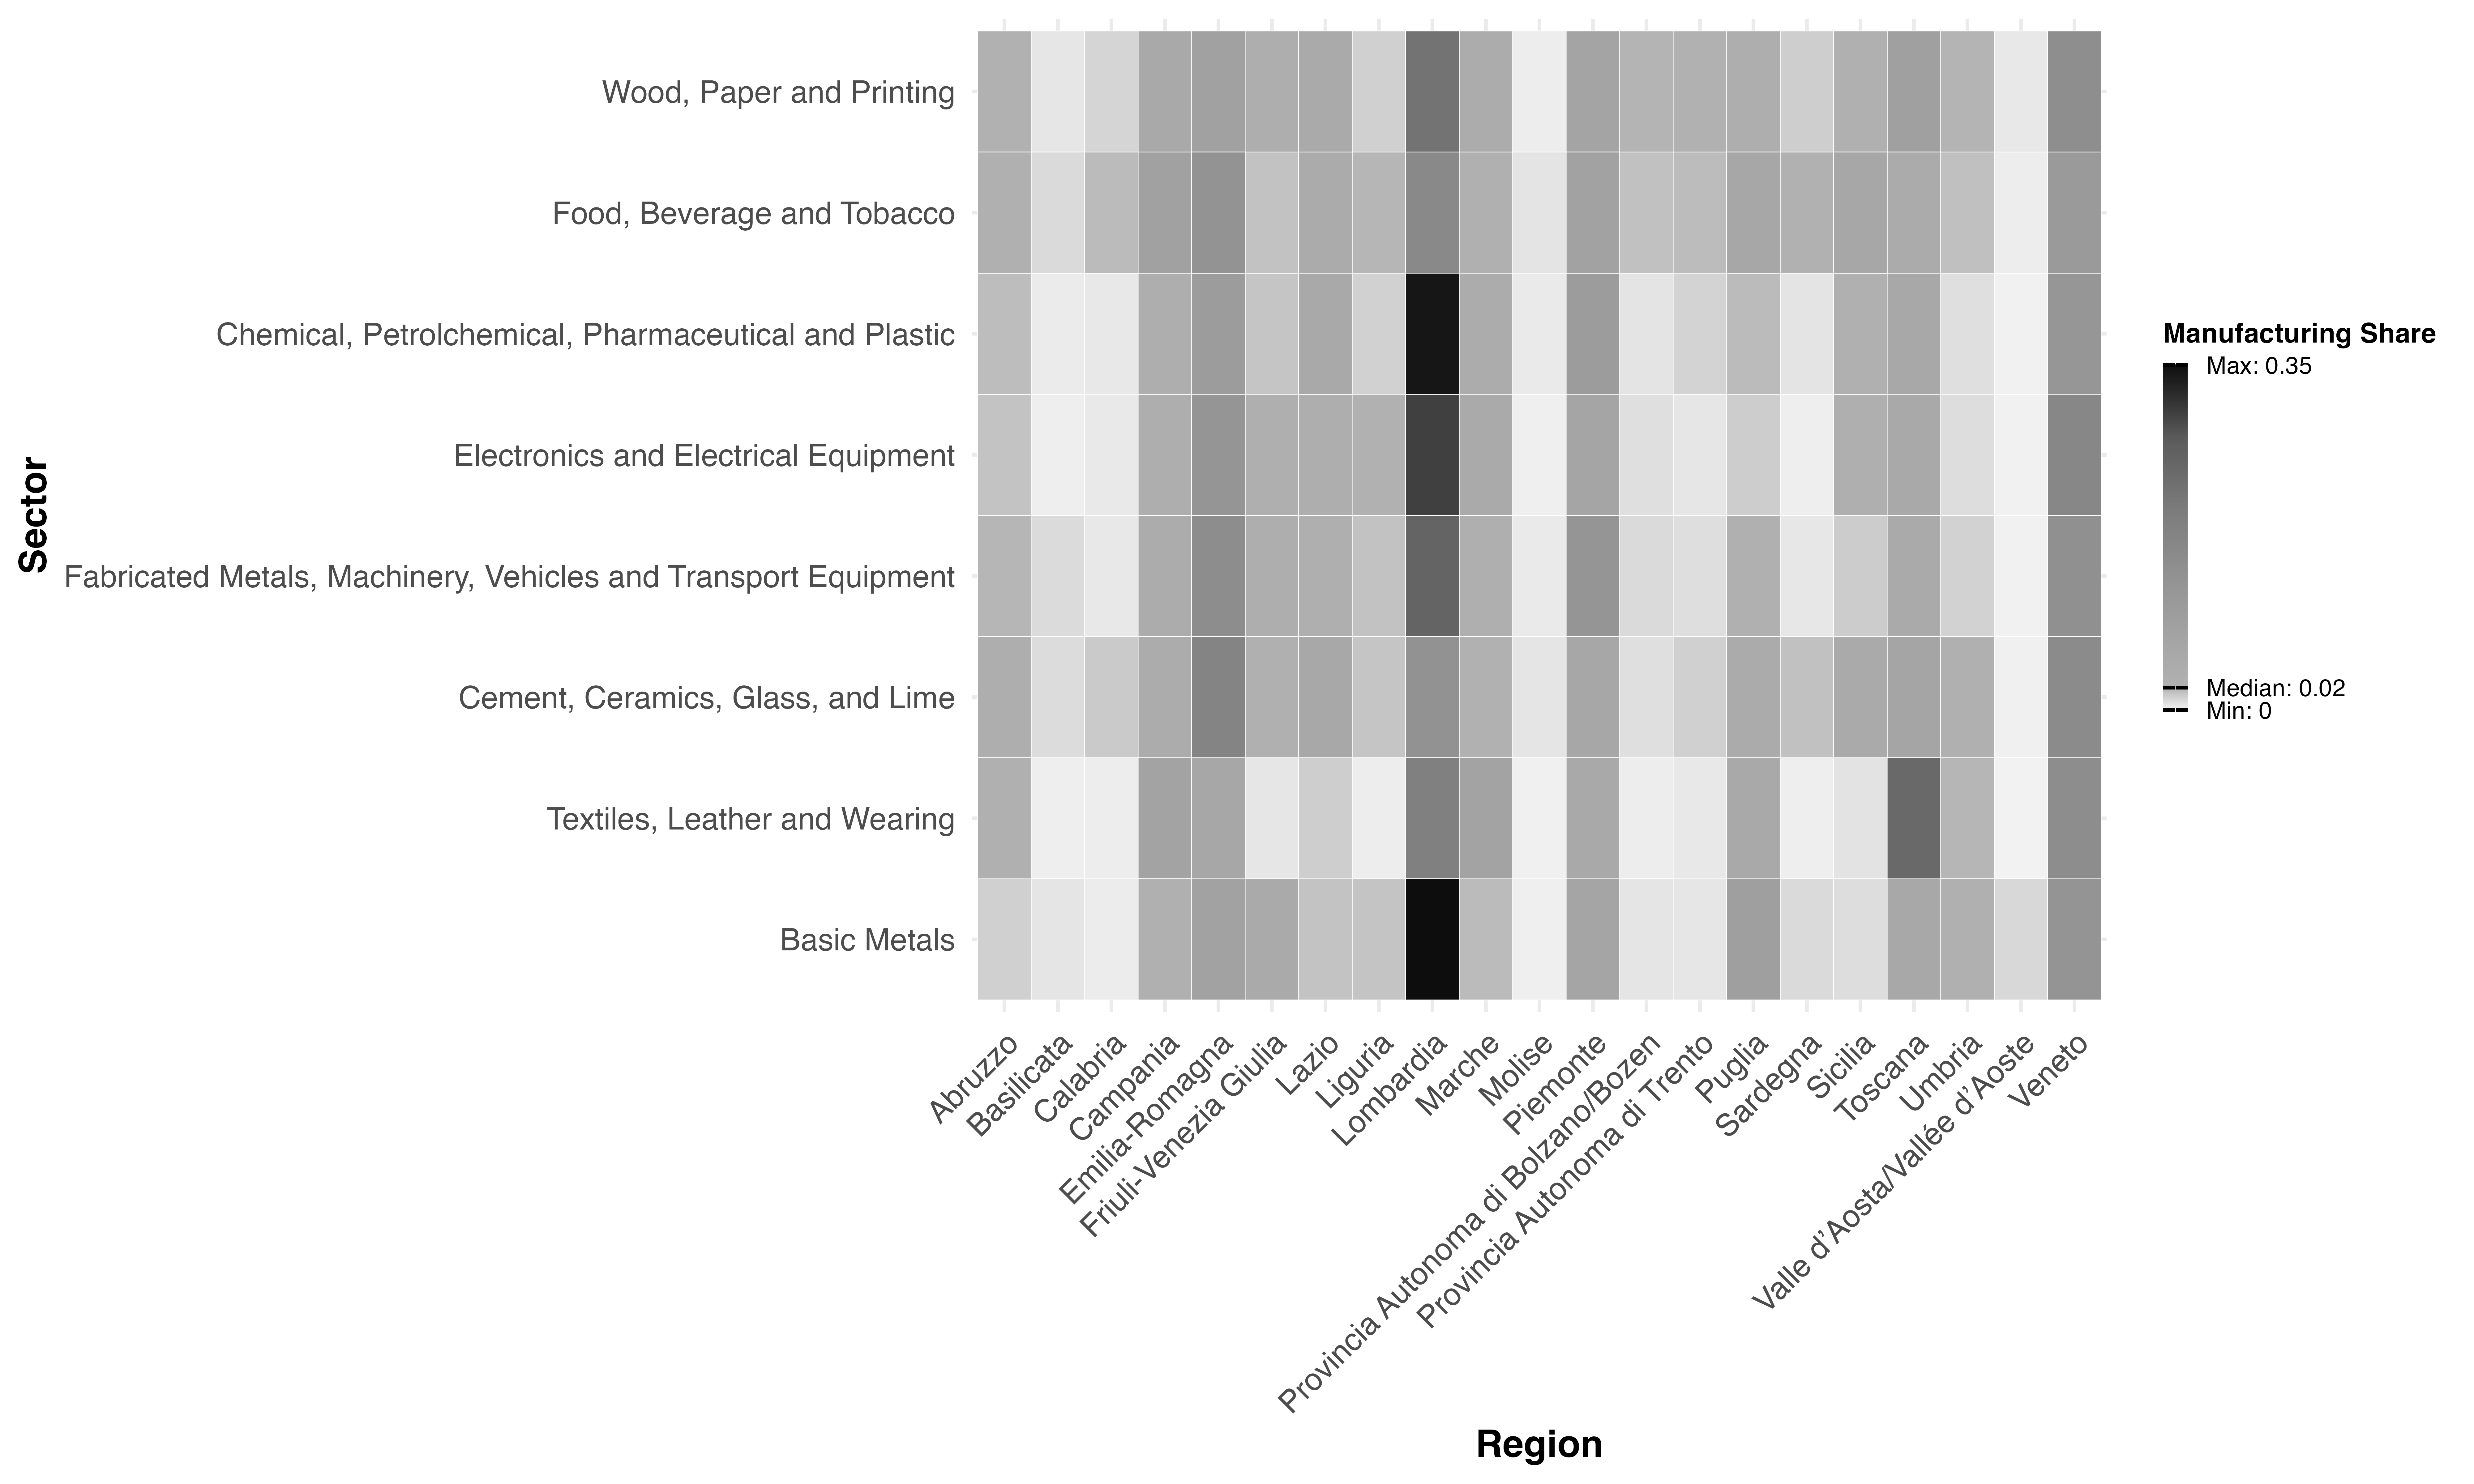 Sector
Wood, Paper and Printing
Food, Beverage and Tobacco
Chemical, Petrolchemical, Pharmaceutical and Plastic
Electronics and Electrical Equipment
Fabricated Metals, Machinery, Vehicles and Transport Equipment
Cement, Ceramics, Glass, and Lime
Textiles, Leather and Wearing
Basic Metals
Abruzzo
Basilicata
Calabria
Campania
Emilia-Romagna
Friuli-Venezia Giulia
Lazio
Liguria
Lombardia
Marche
Molise
Piemonte
Provincia Autonoma di Bolzano/Bozen
Provincia Autonoma di Trento
Puglia
Sardegna
Sicilia
Toscana
Umbria
Valle d’Aosta/Vallée d’Aoste
Veneto
Region
Manufacturing Share
Max: 0.35
Median: 0.02
Min: 0